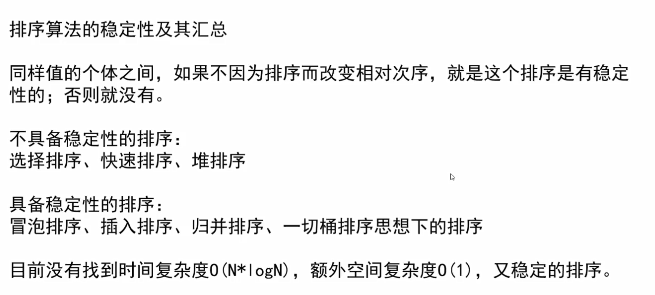 排序算法的稳定性及其汇总
同样值的个体之间，如果不因为排序而改变相对次序，就是这个排序是有稳定
性的；否则就没有。
不具备稳定性的排序：
选择排序、快速排序、堆排序
具备稳定性的排序：
冒泡排序、插入排序、归并排序、一切桶排序思想下的排序
目前没有找到时间复杂度O(N*logN)，额外空间复杂度O(1)，又稳定的排序。